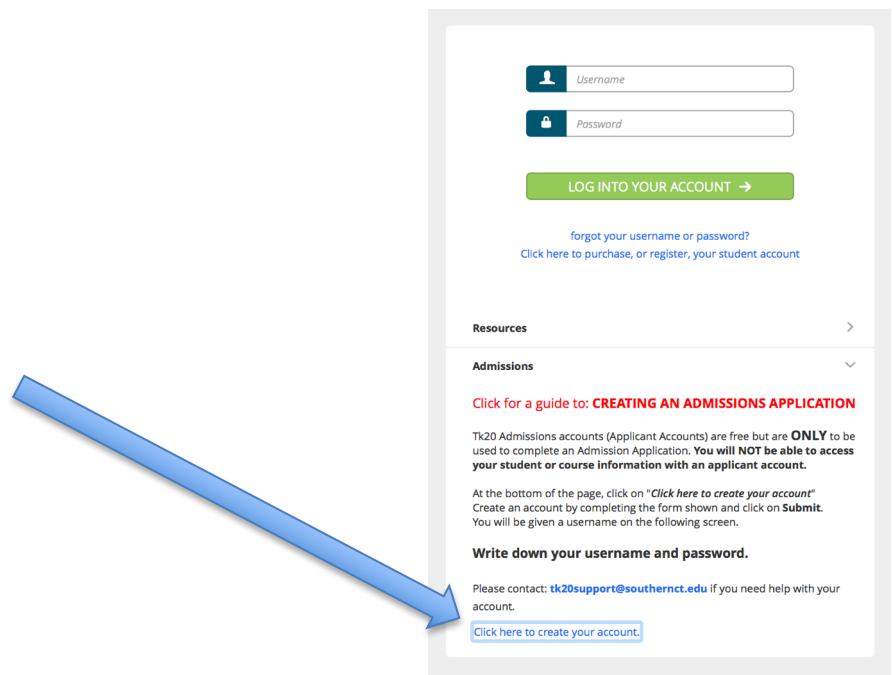 Username
Password
LOG INTO YOUR ACCOUNT →
forgot your username or password?
Click here to purchase, or register, your student account
Resources
Admissions
Click for a guide to: CREATING AN ADMISSIONS APPLICATION
Tk20 Admissions accounts (Applicant Accounts) are free but are ONLY to be
used to complete an Admission Application. You will NOT be able to access
your student or course information with an applicant account.
At the bottom of the page, click on "Click here to create your account"
Create an account by completing the form shown and click on Submit.
You will be given a username on the following screen.
Write down your username and password.
Please contact: tk20support@southernct.edu if you need help with your
account.
Click here to create your account.